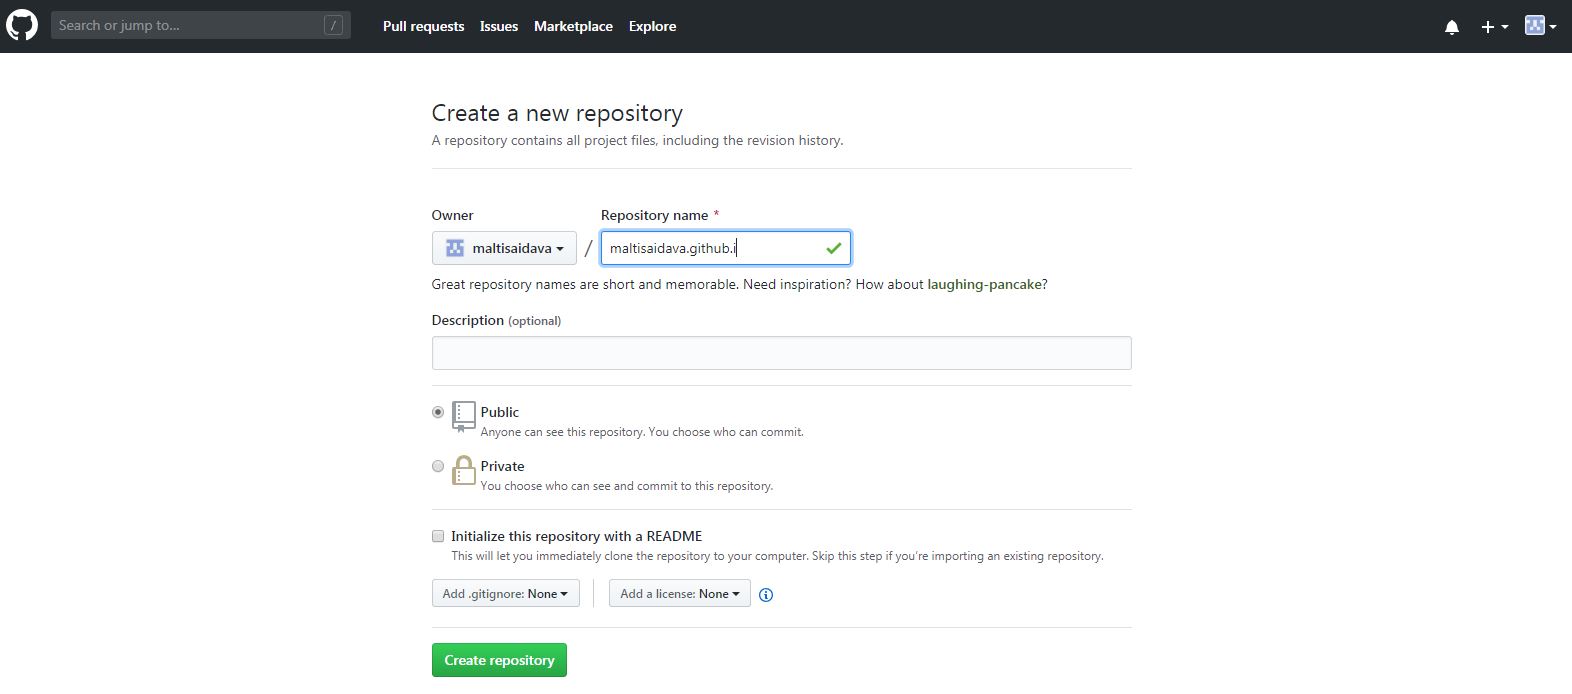 Search or jump to... /
Pull requests Issues Marketplace Explore
Create a new repository
A repository contains all project files, including the revision history.
Owner
Repository name *
maltisaidava / maltisaidava.github.i
Great repository names are short and memorable. Need inspiration? How about laughing-pancake?
Description (optional)
Public
Anyone can see this repository. You choose who can commit.
Private
You choose who can see and commit to this repository.
Initialize this repository with a README
This will let you immediately clone the repository to your computer. Skip this step if you're importing an existing repository.
Add .gitignore: None
Add a license: None
Create repository